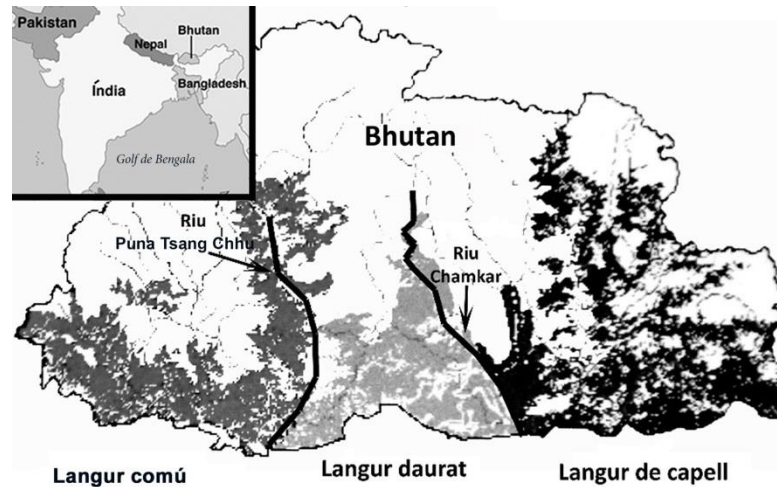 Pakistan
Nepal
Bhutan
Índia
Bangladesh
Golf de Bengala
Bhutan
Riu
Puna Tsang Chhu
Riu
Chamkar
Langur comú
Langur daurat
Langur de capell